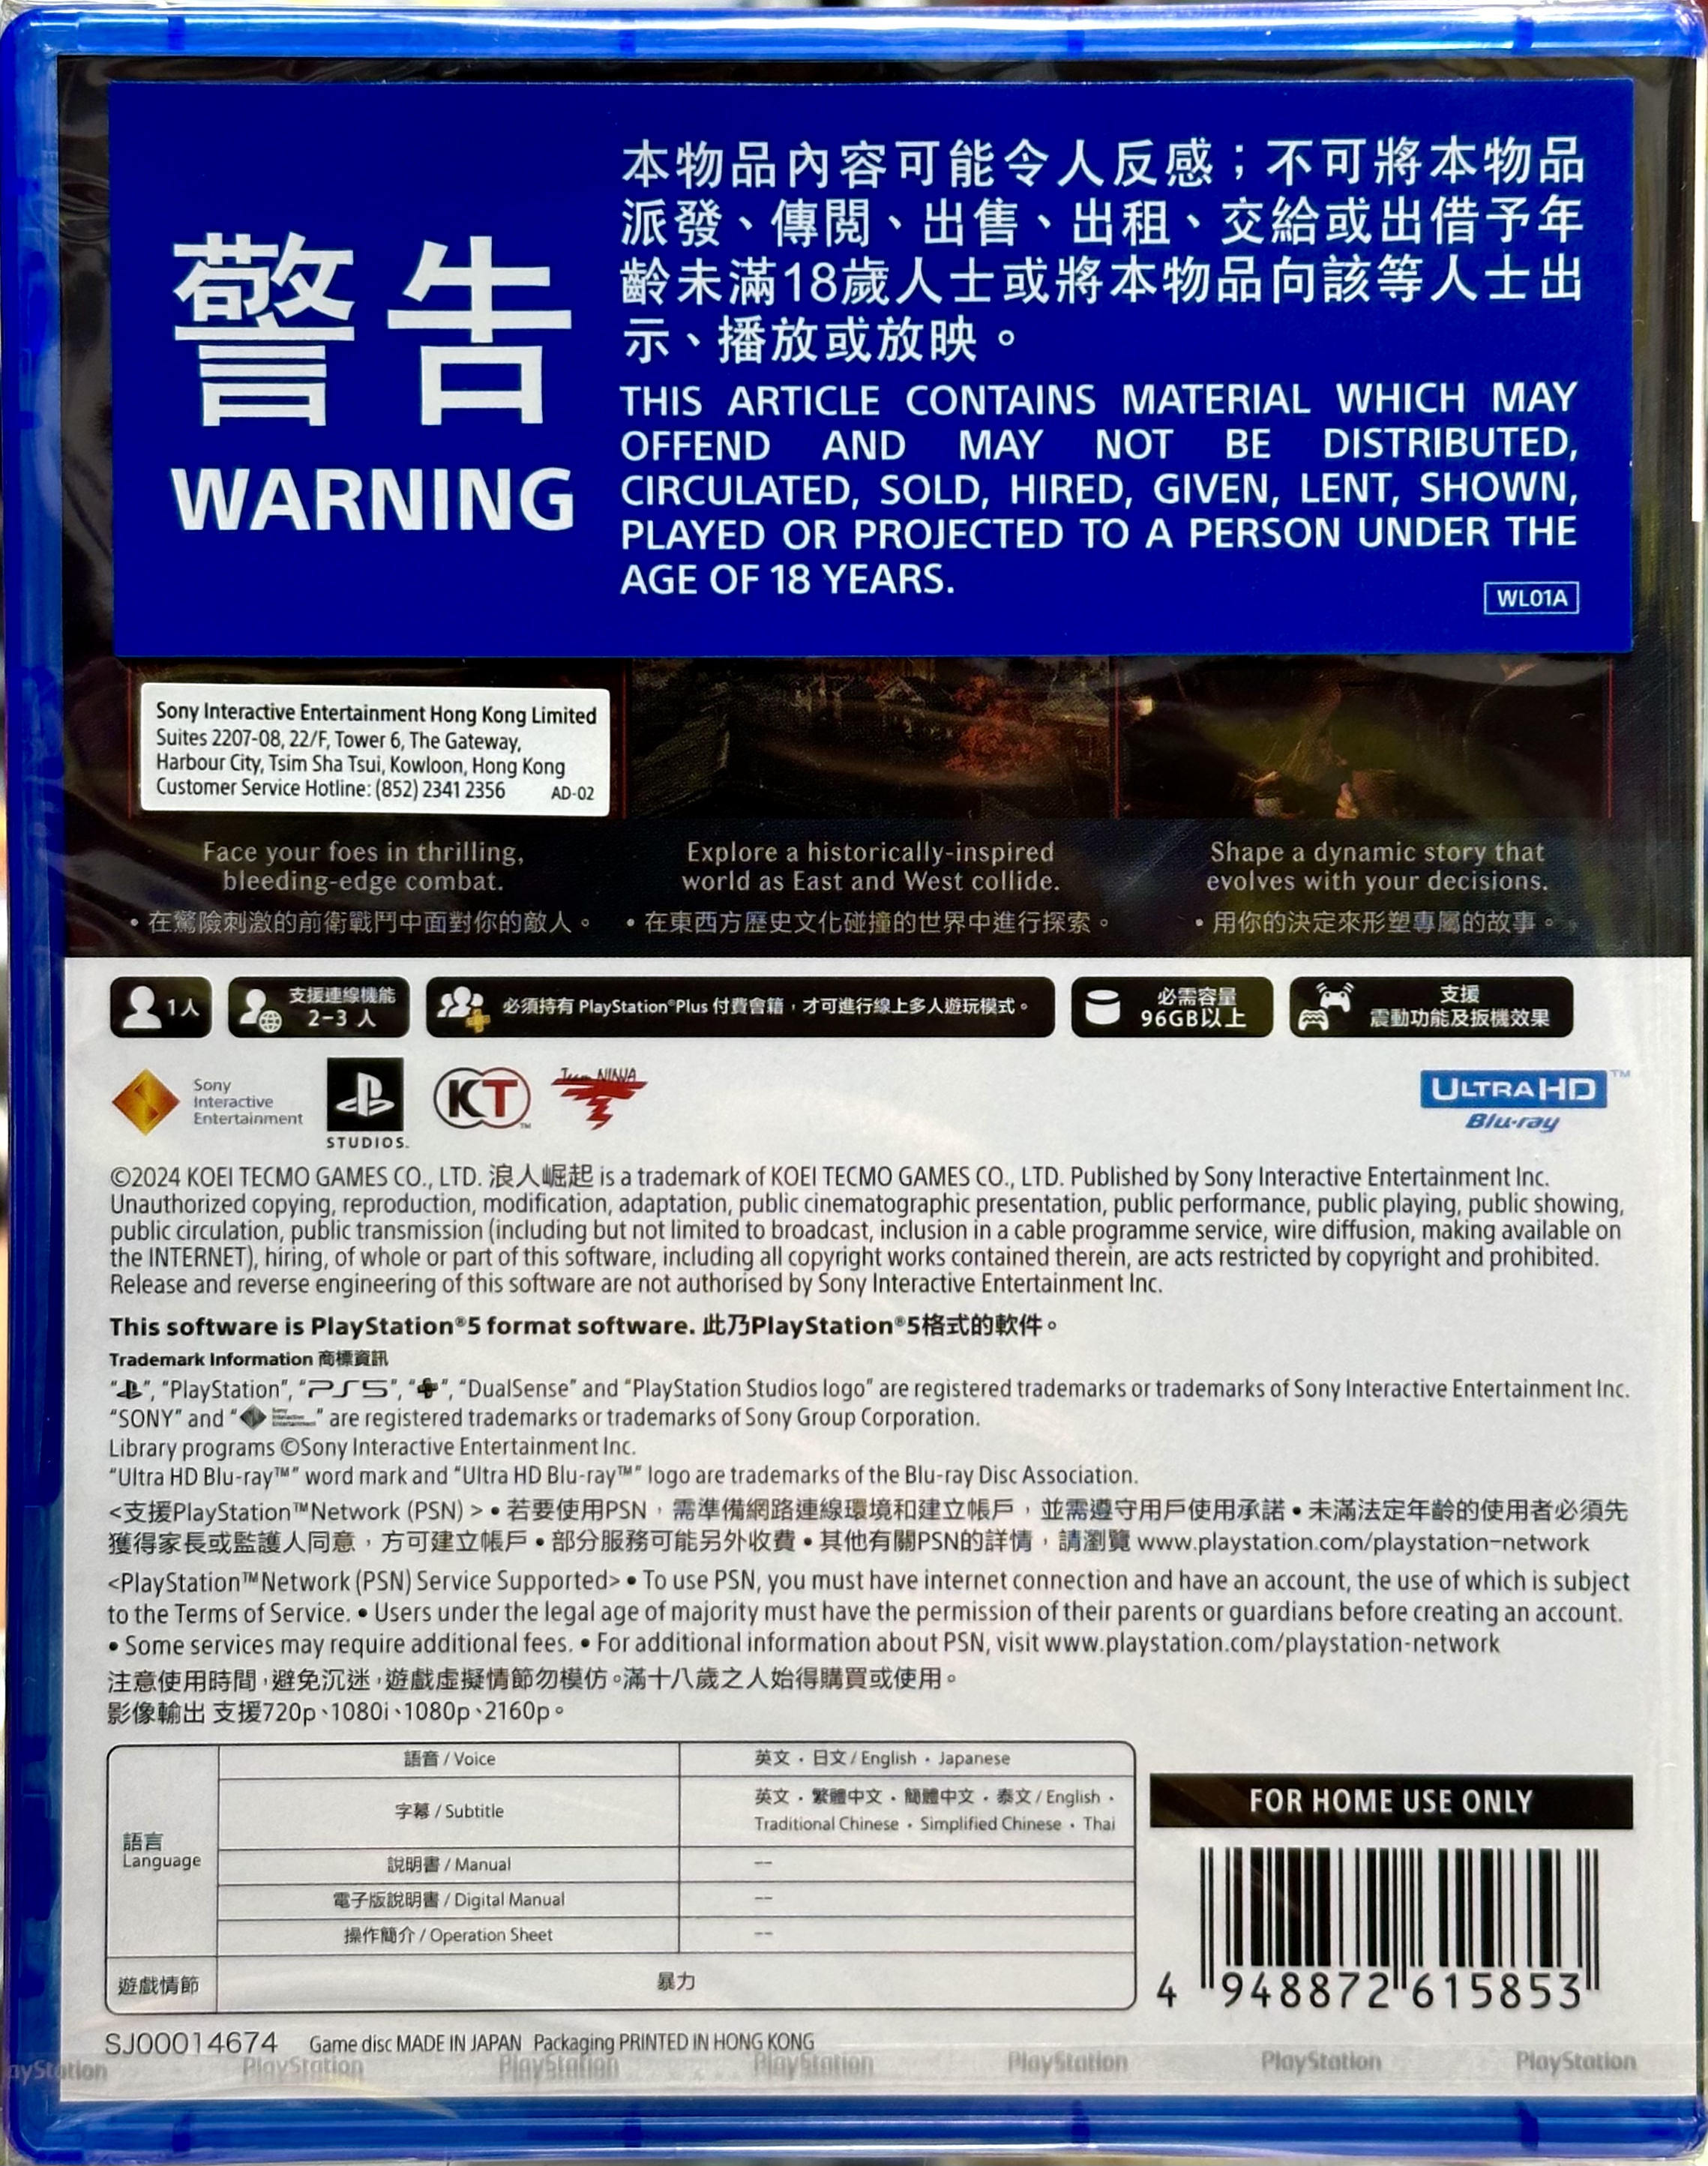 警告
WARNING
本物品內容可能令人反感；不可將本物品
派發、傳閱、出售、出租、交給或出借予年
齡未滿18歲人士或將本物品向該等人士出
示、播放或放映。
THIS ARTICLE CONTAINS MATERIAL WHICH MAY
OFFEND AND MAY NOT BE DISTRIBUTED,
CIRCULATED, SOLD, HIRED, GIVEN, LENT, SHOWN,
PLAYED OR PROJECTED TO A PERSON UNDER THE
AGE OF 18 YEARS.
WL01A
Sony Interactive Entertainment Hong Kong Limited
Suites 2207-08, 22/F, Tower 6, The Gateway,
Harbour City, Tsim Sha Tsui, Kowloon, Hong Kong
Customer Service Hotline: (852) 2341 2356 AD-02
Face your foes in thrilling,
bleeding-edge combat.
• 在驚險刺激的前衛戰鬥中面對你的敵人。
Explore a historically-inspired
world as East and West collide.
• 在東西方歷史文化碰撞的世界中進行探索。
Shape a dynamic story that
evolves with your decisions.
• 用你的決定來形塑專屬的故事。
1人
支援連線機能
2-3 人
必須持有 PlayStation®Plus 付費會籍，才可進行線上多人遊玩模式。
必需容量
96GB以上
支援
震動功能及扳機效果
Sony
Interactive
Entertainment
STUDIOS™
KT™
Team NINJA
ULTRA HD™
Blu-ray
©2024 KOEI TECMO GAMES CO., LTD. 浪人崛起 is a trademark of KOEI TECMO GAMES CO., LTD. Published by Sony Interactive Entertainment Inc.
Unauthorized copying, reproduction, modification, adaptation, public cinematographic presentation, public performance, public playing, public showing,
public circulation, public transmission (including but not limited to broadcast, inclusion in a cable programme service, wire diffusion, making available on
the INTERNET), hiring, of whole or part of this software, including all copyright works contained therein, are acts restricted by copyright and prohibited.
Release and reverse engineering of this software are not authorised by Sony Interactive Entertainment Inc.
This software is PlayStation®5 format software. 此乃PlayStation®5格式的軟件。
Trademark Information 商標資訊
“ ”, “PlayStation”, “PS5”, “ ”, “DualSense” and “PlayStation Studios logo” are registered trademarks or trademarks of Sony Interactive Entertainment Inc.
“SONY” and “ Sony Interactive Entertainment ” are registered trademarks or trademarks of Sony Group Corporation.
Library programs ©Sony Interactive Entertainment Inc.
“Ultra HD Blu-ray™” word mark and “Ultra HD Blu-ray™” logo are trademarks of the Blu-ray Disc Association.
<支援PlayStation™Network (PSN) > • 若要使用PSN，需準備網路連線環境和建立帳戶，並需遵守用戶使用承諾 • 未滿法定年齡的使用者必須先
獲得家長或監護人同意，方可建立帳戶 • 部分服務可能另外收費 • 其他有關PSN的詳情，請瀏覽 www.playstation.com/playstation-network
<PlayStation™Network (PSN) Service Supported> • To use PSN, you must have internet connection and have an account, the use of which is subject
to the Terms of Service. • Users under the legal age of majority must have the permission of their parents or guardians before creating an account.
• Some services may require additional fees. • For additional information about PSN, visit www.playstation.com/playstation-network
注意使用時間，避免沉迷，遊戲虛擬情節勿模仿。滿十八歲之人始得購買或使用。
影像輸出 支援720p、1080i、1080p、2160p。
語言
Language
語音 / Voice
英文・日文 / English・Japanese
字幕 / Subtitle
英文・繁體中文・簡體中文・泰文 / English・
Traditional Chinese・Simplified Chinese・Thai
說明書 / Manual
--
電子版說明書 / Digital Manual
--
操作簡介 / Operation Sheet
--
遊戲情節
暴力
FOR HOME USE ONLY
4 948872 615853
SJ00014674 Game disc MADE IN JAPAN Packaging PRINTED IN HONG KONG
ayStation PlayStation PlayStation PlayStation PlayStation PlayStation PlayStation